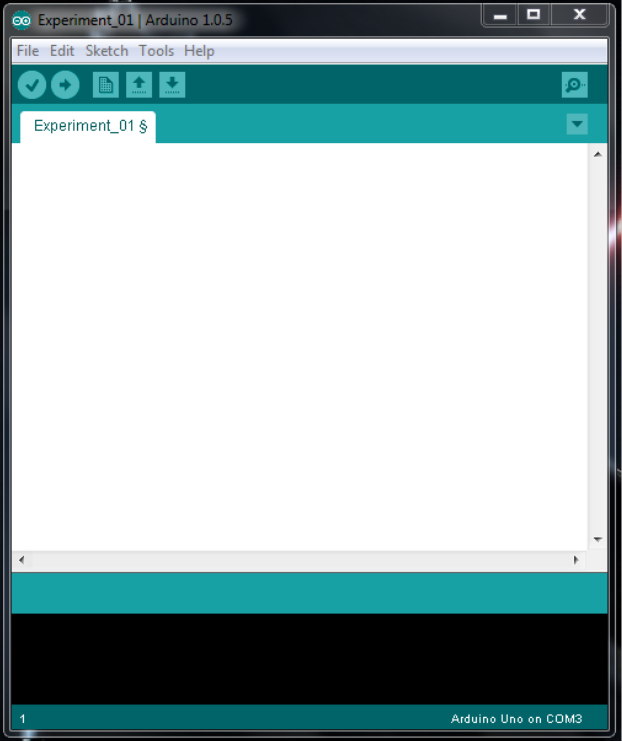 Experiment_01 | Arduino 1.0.5
File Edit Sketch Tools Help
Experiment_01 §
1
Arduino Uno on COM3